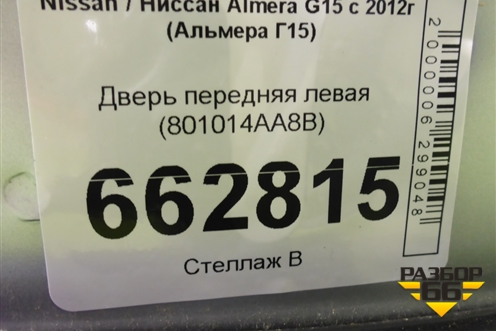 Nissan / Ниссан Almera G15 с 2012г
(Альмера Г15)
Дверь передняя левая
(801014AA8B)
662815
Стеллаж В
2000006299048
РАЗБОР
66